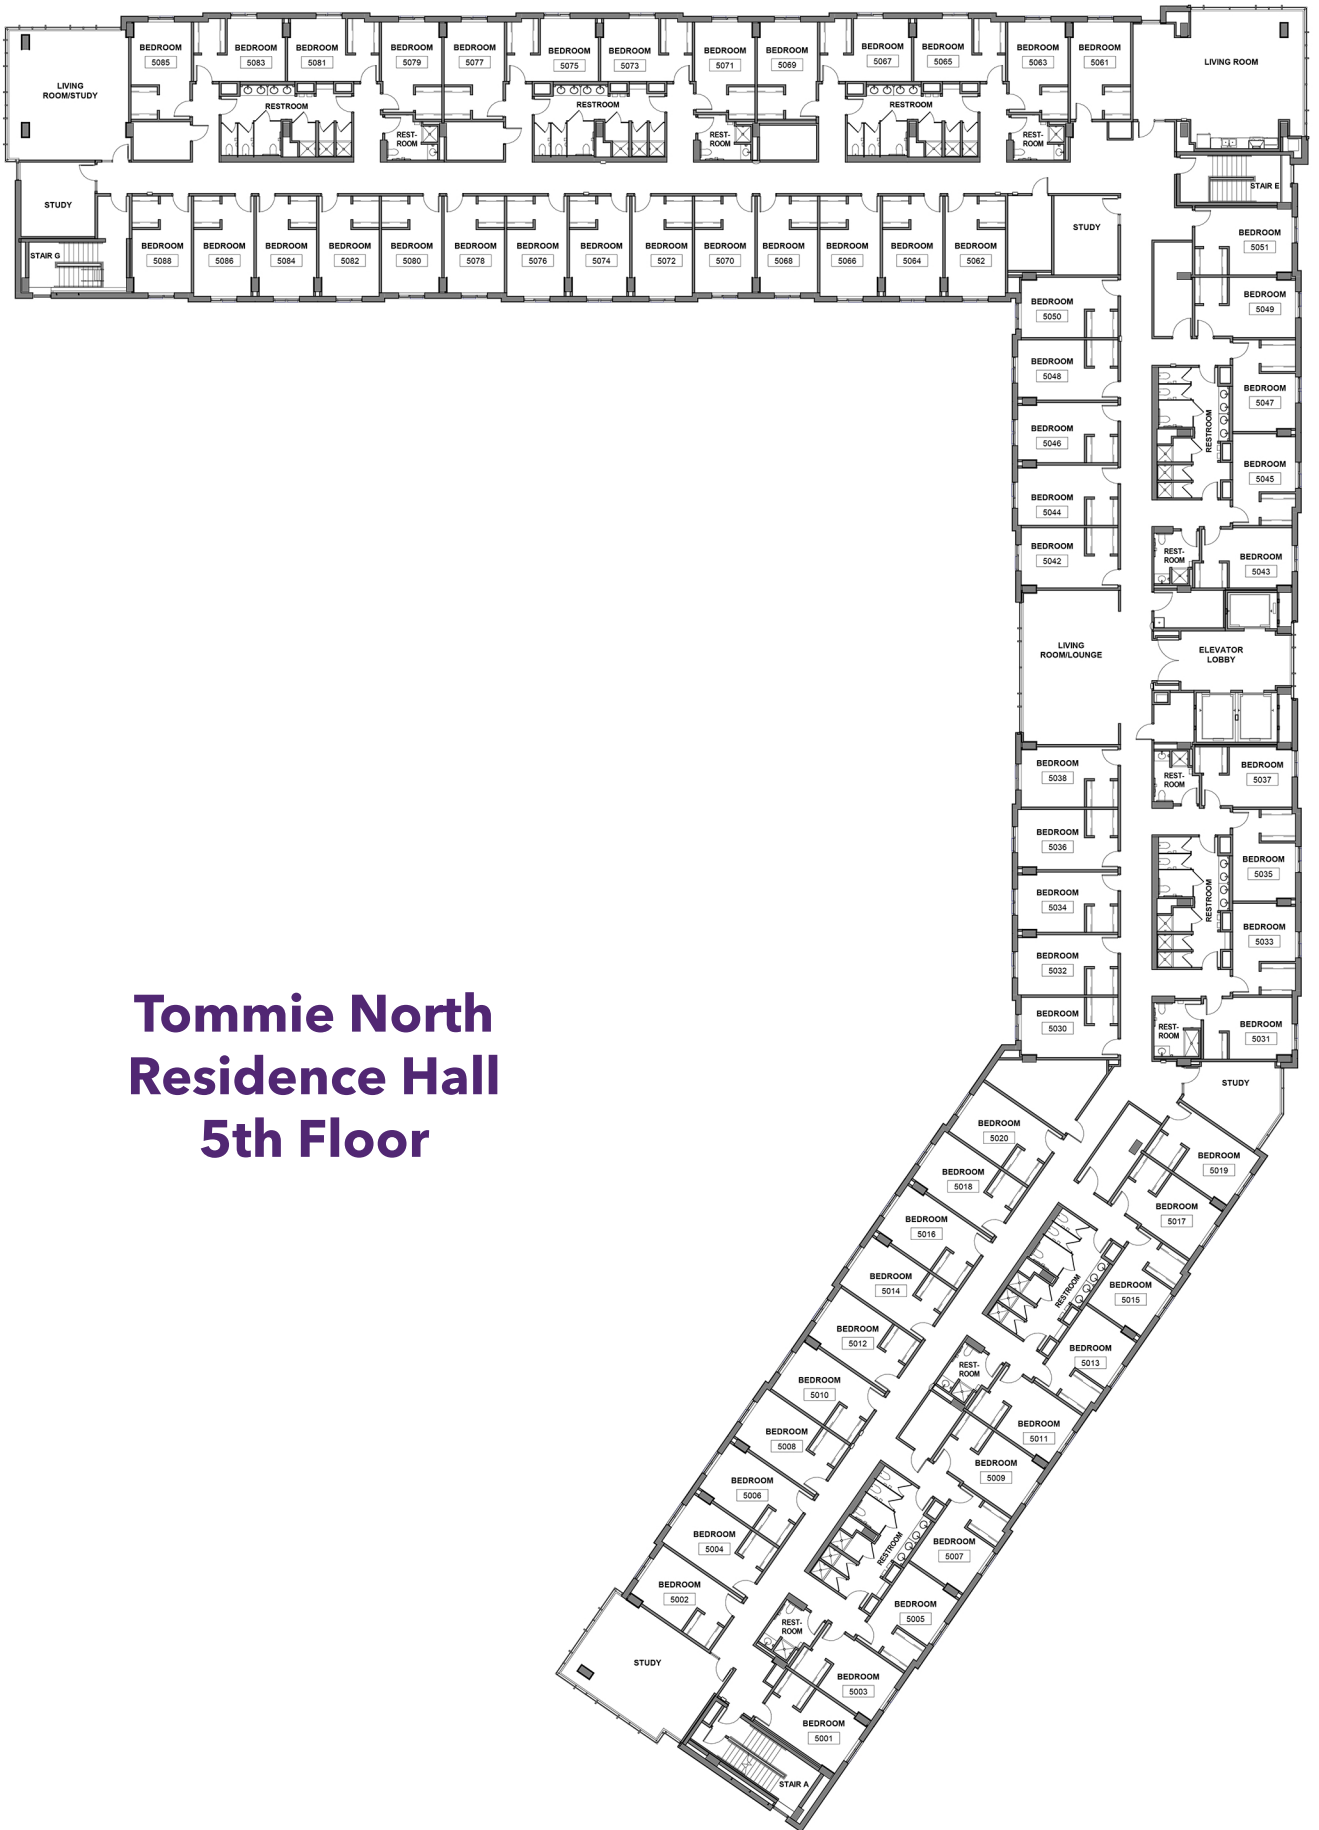 BEDROOM
5085
BEDROOM
5083
BEDROOM
5081
BEDROOM
5079
BEDROOM
5077
BEDROOM
5075
BEDROOM
5073
BEDROOM
5071
BEDROOM
5069
BEDROOM
5067
BEDROOM
5065
BEDROOM
5063
BEDROOM
5061
LIVING ROOM
LIVING
ROOM/STUDY
RESTROOM
REST-
ROOM
RESTROOM
REST-
ROOM
RESTROOM
REST-
ROOM
STAIR E
STUDY
STAIR G
BEDROOM
5088
BEDROOM
5086
BEDROOM
5084
BEDROOM
5082
BEDROOM
5080
BEDROOM
5078
BEDROOM
5076
BEDROOM
5074
BEDROOM
5072
BEDROOM
5070
BEDROOM
5068
BEDROOM
5066
BEDROOM
5064
BEDROOM
5062
STUDY
BEDROOM
5051
BEDROOM
5050
BEDROOM
5049
BEDROOM
5048
BEDROOM
5047
BEDROOM
5046
RESTROOM
BEDROOM
5045
BEDROOM
5044
BEDROOM
5042
REST-
ROOM
BEDROOM
5043
LIVING
ROOM/LOUNGE
ELEVATOR
LOBBY
BEDROOM
5038
REST-
ROOM
BEDROOM
5037
BEDROOM
5036
BEDROOM
5035
BEDROOM
5034
RESTROOM
BEDROOM
5033
BEDROOM
5032
BEDROOM
5030
REST-
ROOM
BEDROOM
5031
Tommie North
Residence Hall
5th Floor
STUDY
BEDROOM
5020
BEDROOM
5019
BEDROOM
5018
BEDROOM
5017
BEDROOM
5016
BEDROOM
5014
RESTROOM
BEDROOM
5015
BEDROOM
5012
BEDROOM
5013
REST-
ROOM
BEDROOM
5010
BEDROOM
5011
BEDROOM
5008
BEDROOM
5009
BEDROOM
5006
BEDROOM
5004
RESTROOM
BEDROOM
5007
BEDROOM
5002
BEDROOM
5005
REST-
ROOM
STUDY
BEDROOM
5003
BEDROOM
5001
STAIR A